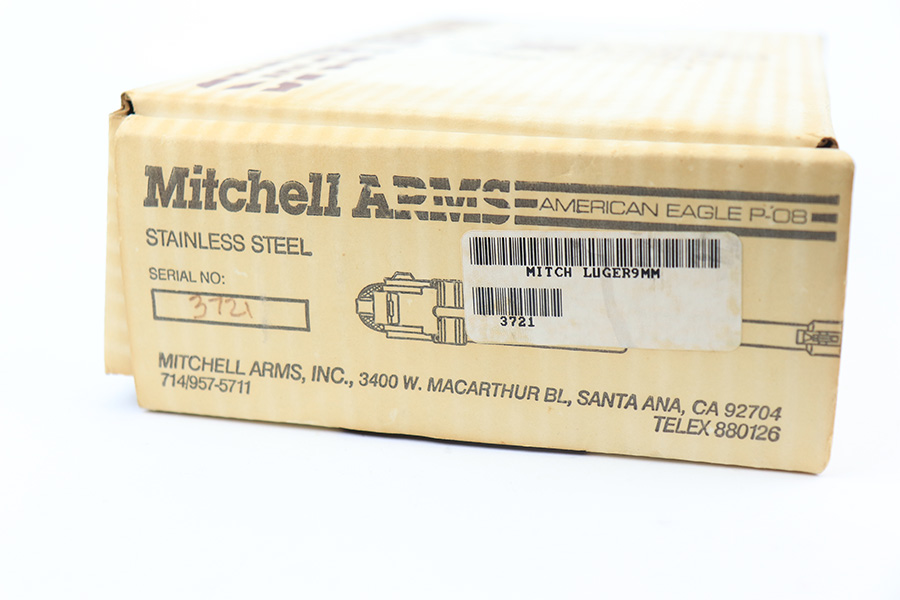 Mitchell ARMS AMERICAN EAGLE P-'08
STAINLESS STEEL
MITCH LUGER9MM
SERIAL NO:
3721
3721
MITCHELL ARMS, INC., 3400 W. MACARTHUR BL, SANTA ANA, CA 92704
714/957-5711
TELEX 880126